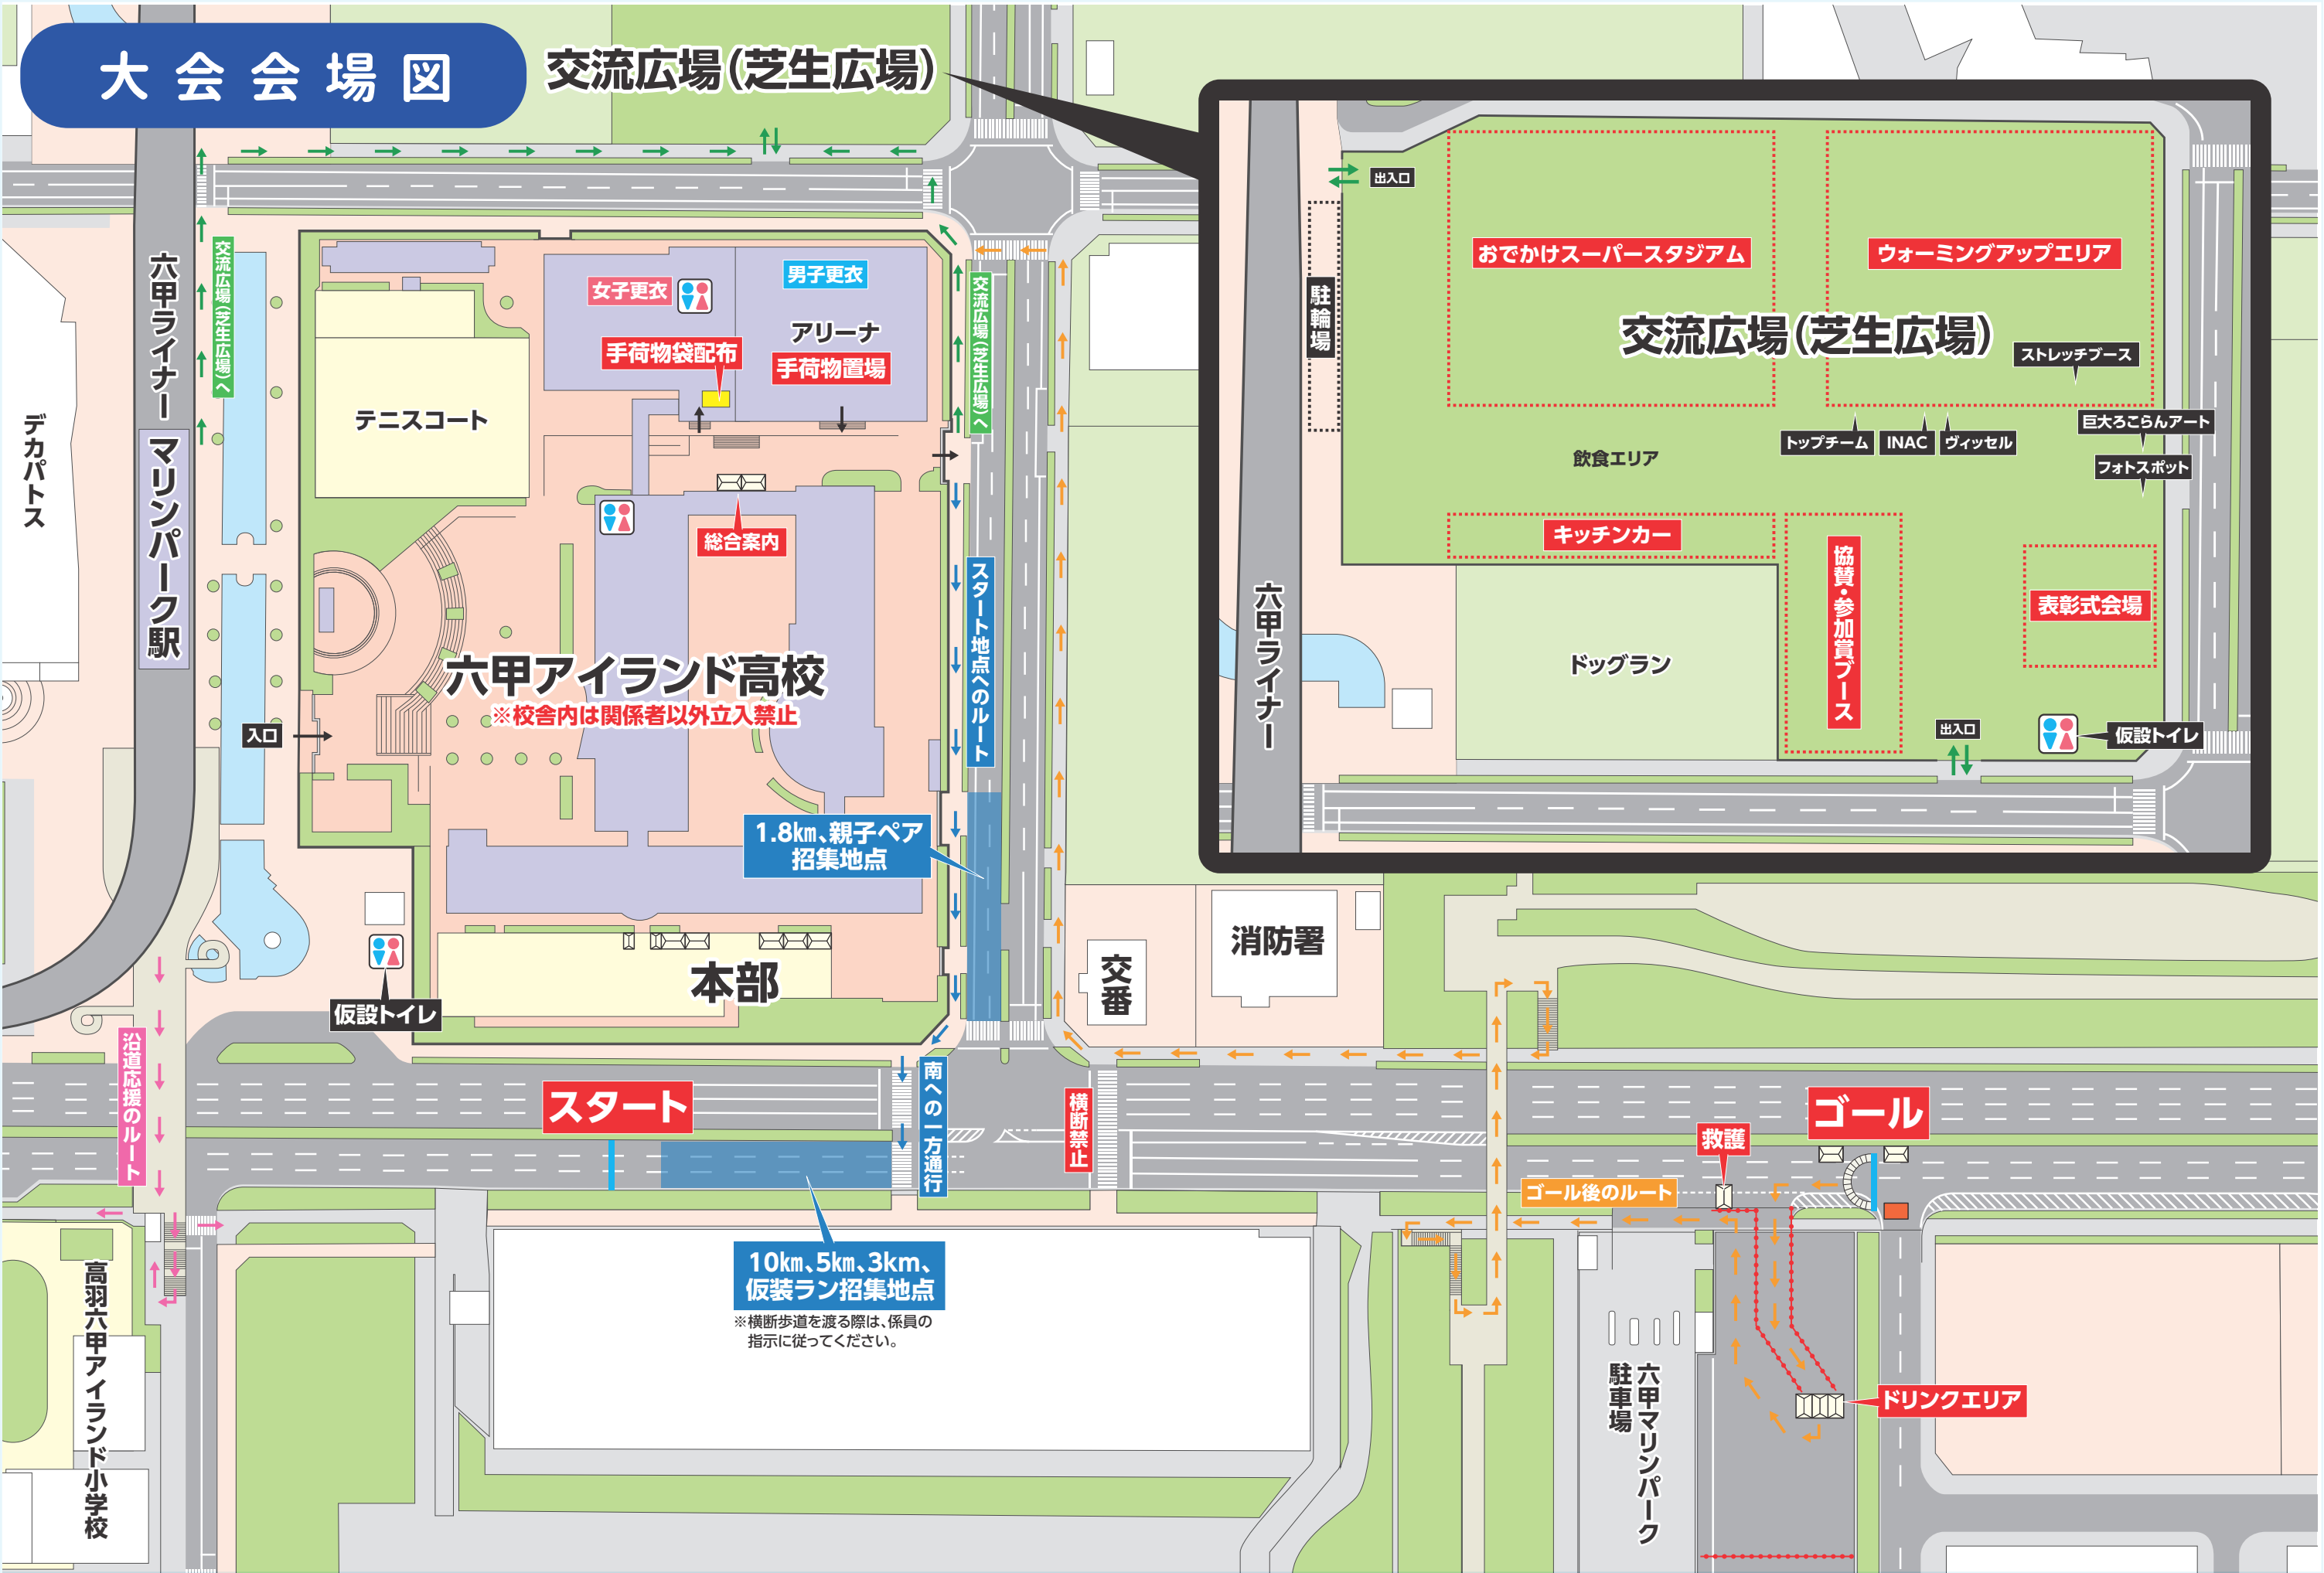 大会会場図
交流広場（芝生広場）
出入口
おでかけスーパースタジアム
ウォーミングアップエリア
駐輪場
交流広場（芝生広場）
ストレッチブース
巨大ろこらんアート
フォトスポット
トップチーム
INAC
ヴィッセル
飲食エリア
キッチンカー
協賛・参加賞ブース
表彰式会場
ドッグラン
六甲ライナー
出入口
仮設トイレ
六甲ライナー
マリンパーク駅
デカパトス
交流広場（芝生広場）へ
女子更衣
男子更衣
アリーナ
手荷物袋配布
手荷物置場
テニスコート
交流広場（芝生広場）へ
総合案内
スタート地点へのルート
六甲アイランド高校
※校舎内は関係者以外立入禁止
入口
1.8㎞、親子ペア
招集地点
本部
仮設トイレ
交番
消防署
沿道応援のルート
スタート
南への一方通行
横断禁止
ゴール
救護
ゴール後のルート
10㎞、5㎞、3km、
仮装ラン招集地点
※横断歩道を渡る際は、係員の
指示に従ってください。
高羽六甲アイランド小学校
六甲マリンパーク
駐車場
ドリンクエリア